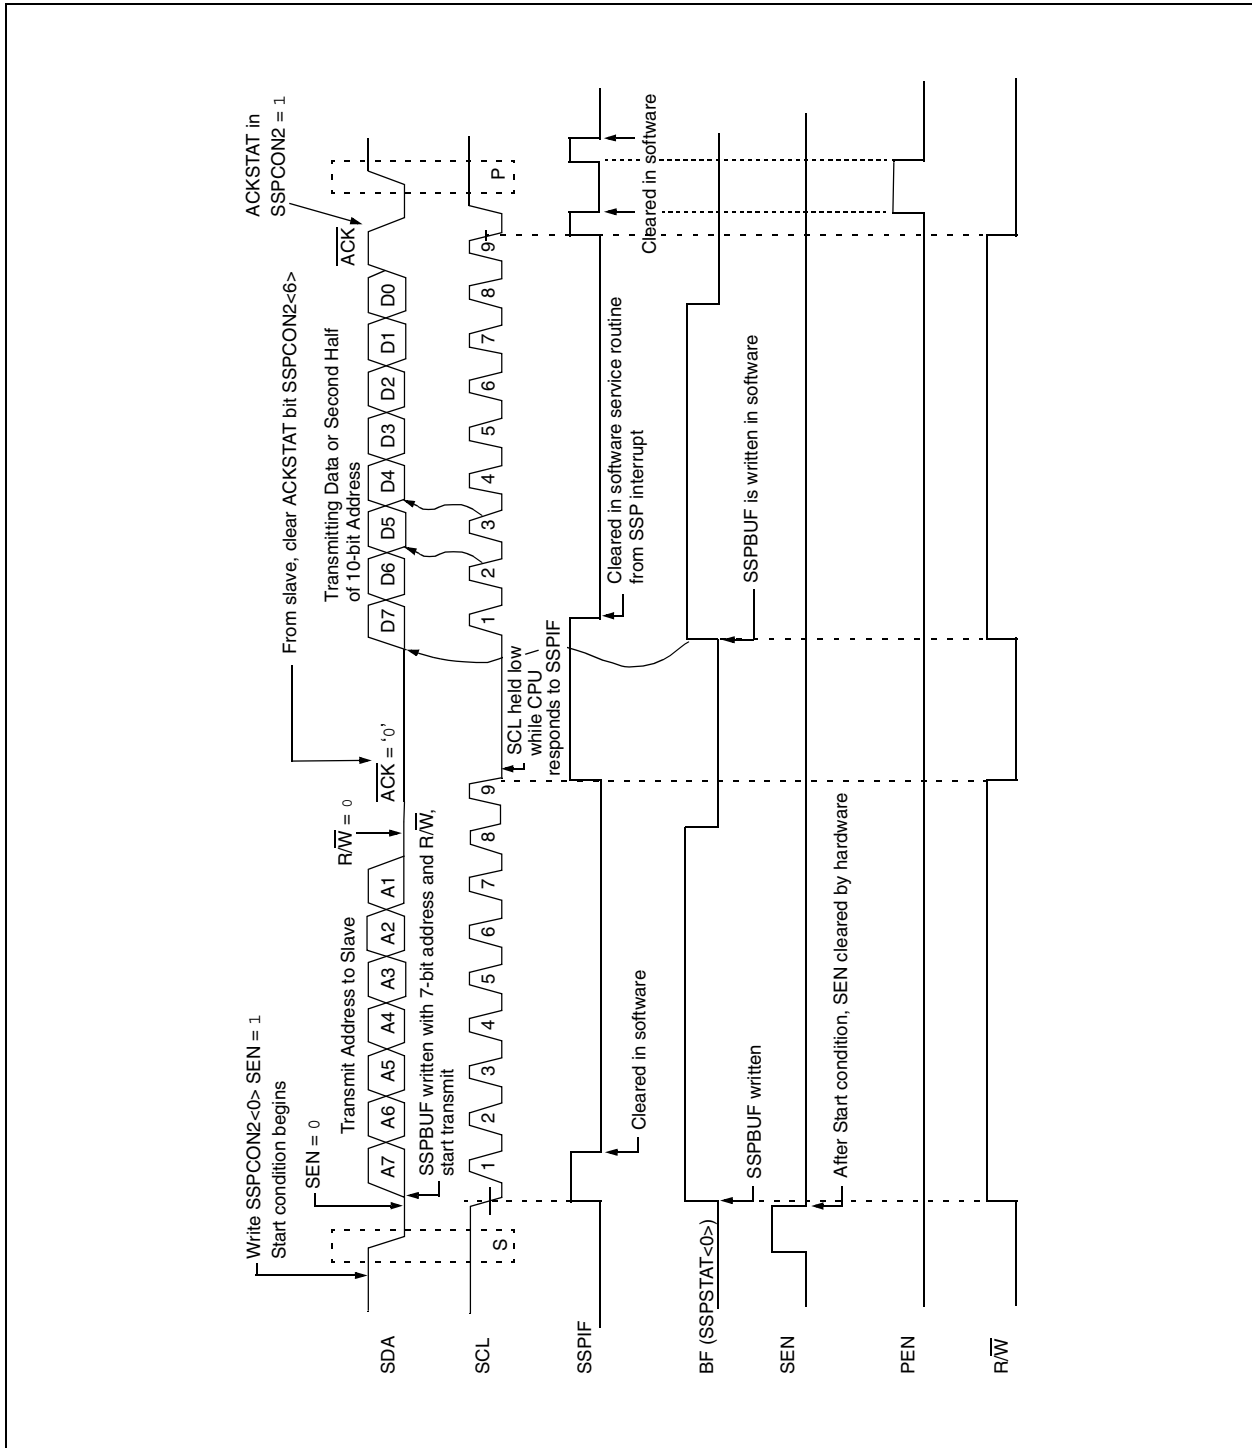 Write SSPCON2<0> SEN = 1
Start condition begins
SEN = 0
Transmit Address to Slave
R/W̅ = 0
From slave, clear ACKSTAT bit SSPCON2<6>
A̅C̅K̅ = ‘0’
Transmitting Data or Second Half
of 10-bit Address
ACKSTAT in
SSPCON2 = 1
A̅C̅K̅
SDA
A7 A6 A5 A4 A3 A2 A1
D7 D6 D5 D4 D3 D2 D1 D0
SSPBUF written with 7-bit address and R/W̅,
start transmit
SCL
S
1 2 3 4 5 6 7 8 9
1 2 3 4 5 6 7 8 9
P
SCL held low
while CPU
responds to SSPIF
SSPIF
Cleared in software
Cleared in software service routine
from SSP interrupt
Cleared in software
BF (SSPSTAT<0>)
SSPBUF written
SSPBUF is written in software
SEN
After Start condition, SEN cleared by hardware
PEN
R/W̅